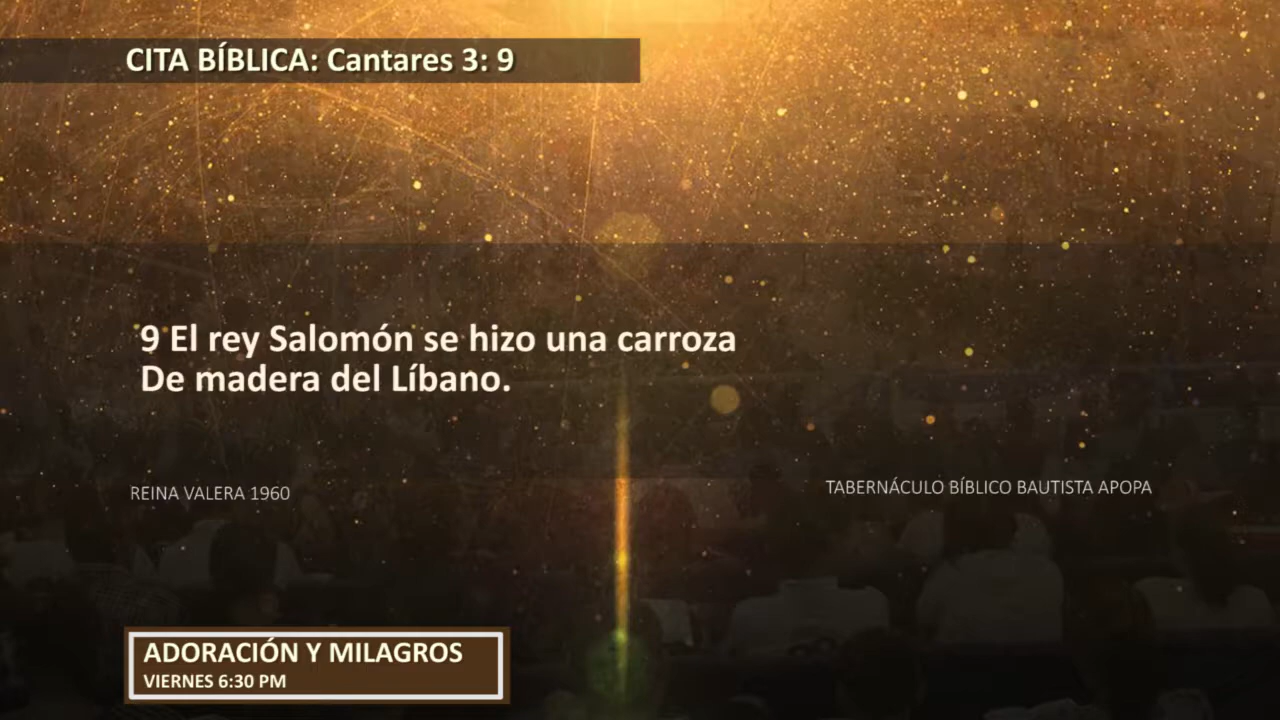 CITA BÍBLICA: Cantares 3: 9
9 El rey Salomón se hizo una carroza
De madera del Líbano.
REINA VALERA 1960
TABERNÁCULO BÍBLICO BAUTISTA APOPA
ADORACIÓN Y MILAGROS
VIERNES 6:30 PM